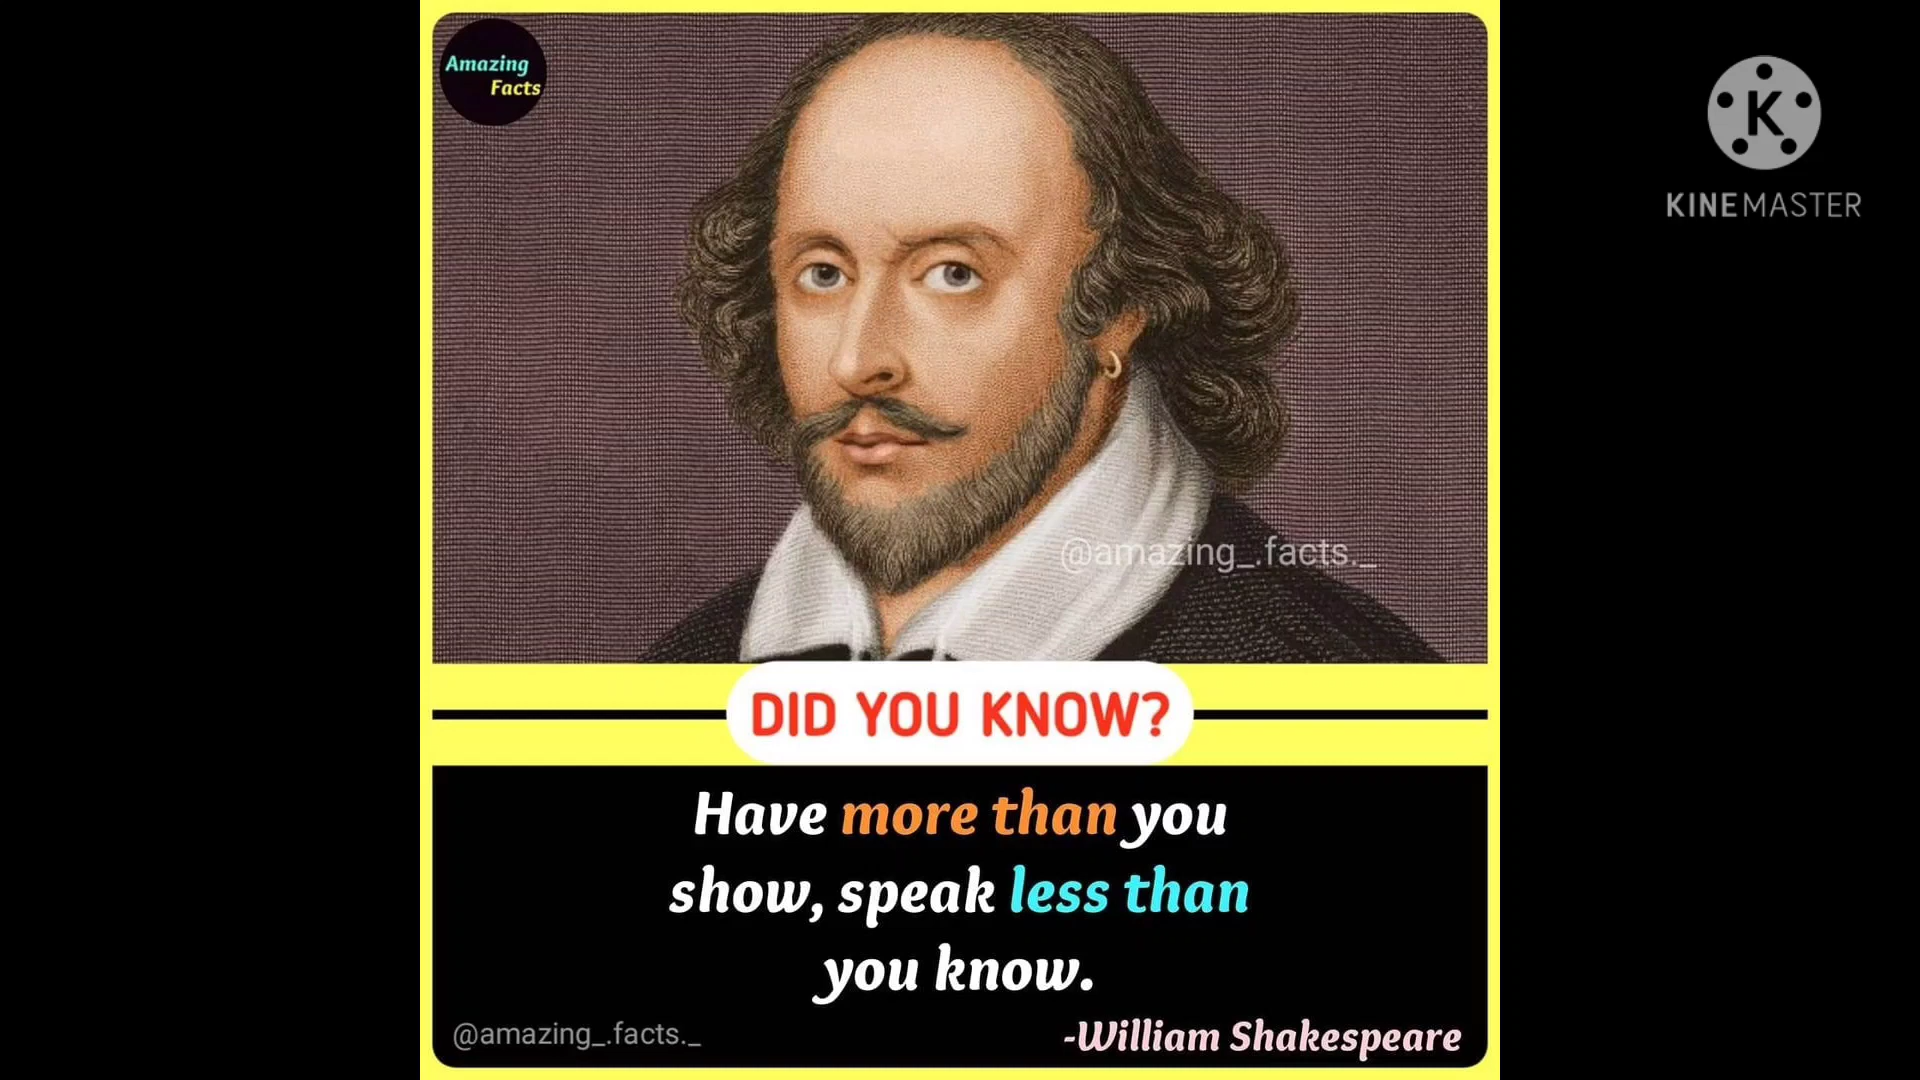 Amazing
Facts
K
KINEMASTER
@amazing_.facts._
DID YOU KNOW?
Have more than you
show, speak less than
you know.
@amazing_.facts._
-William Shakespeare